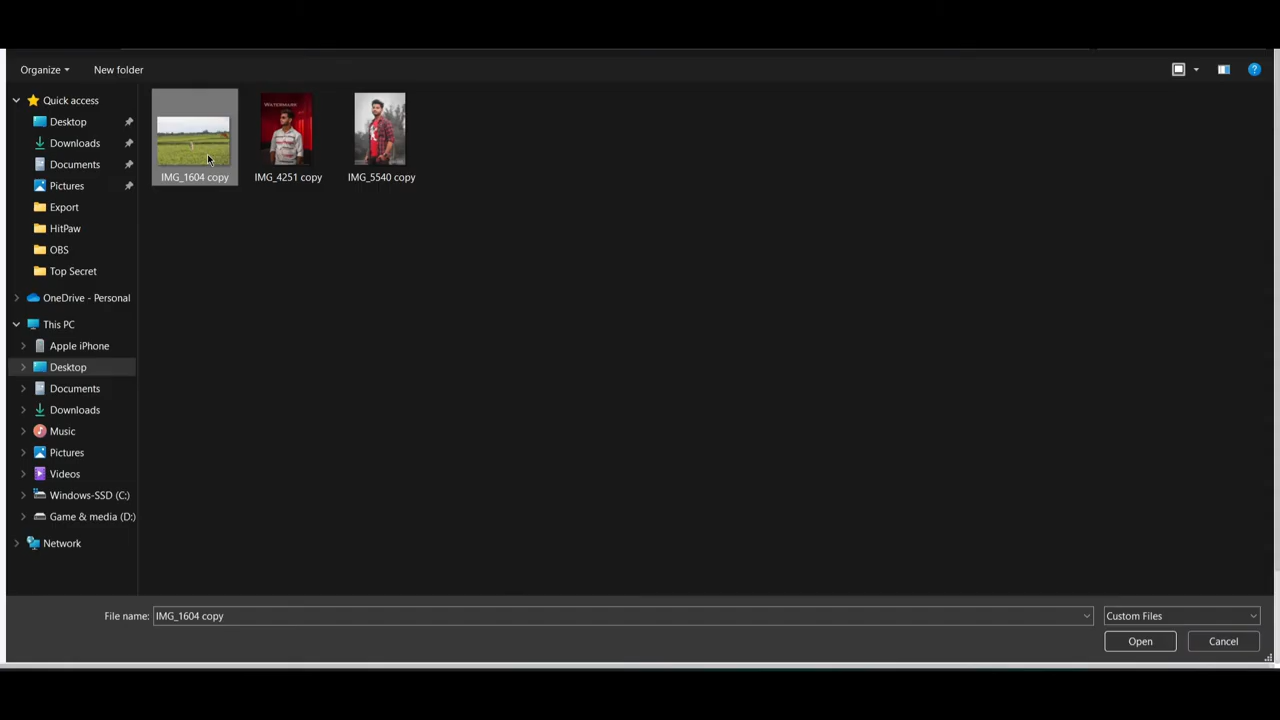 Organize
New folder
Quick access
Desktop
Downloads
Documents
Pictures
Export
HitPaw
OBS
Top Secret
OneDrive - Personal
This PC
Apple iPhone
Desktop
Documents
Downloads
Music
Pictures
Videos
Windows-SSD (C:)
Game & media (D:)
Network
WATERMARK
IMG_1604 copy
IMG_4251 copy
IMG_5540 copy
File name: IMG_1604 copy
Custom Files
Open
Cancel